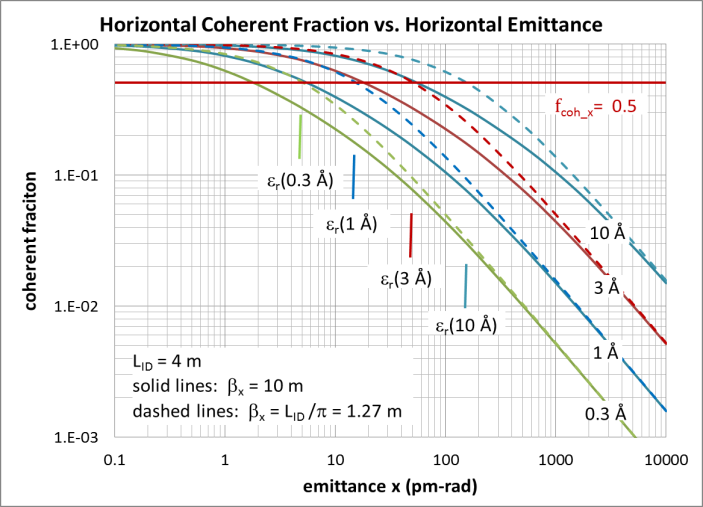 Horizontal Coherent Fraction vs. Horizontal Emittance
1.E+00
1.E-01
1.E-02
1.E-03
coherent fraciton
f_coh_x = 0.5
ε_r(0.3 Å)
ε_r(1 Å)
ε_r(3 Å)
ε_r(10 Å)
10 Å
3 Å
1 Å
0.3 Å
L_ID = 4 m
solid lines: β_x = 10 m
dashed lines: β_x = L_ID/π = 1.27 m
0.1 1 10 100 1000 10000
emittance x (pm-rad)